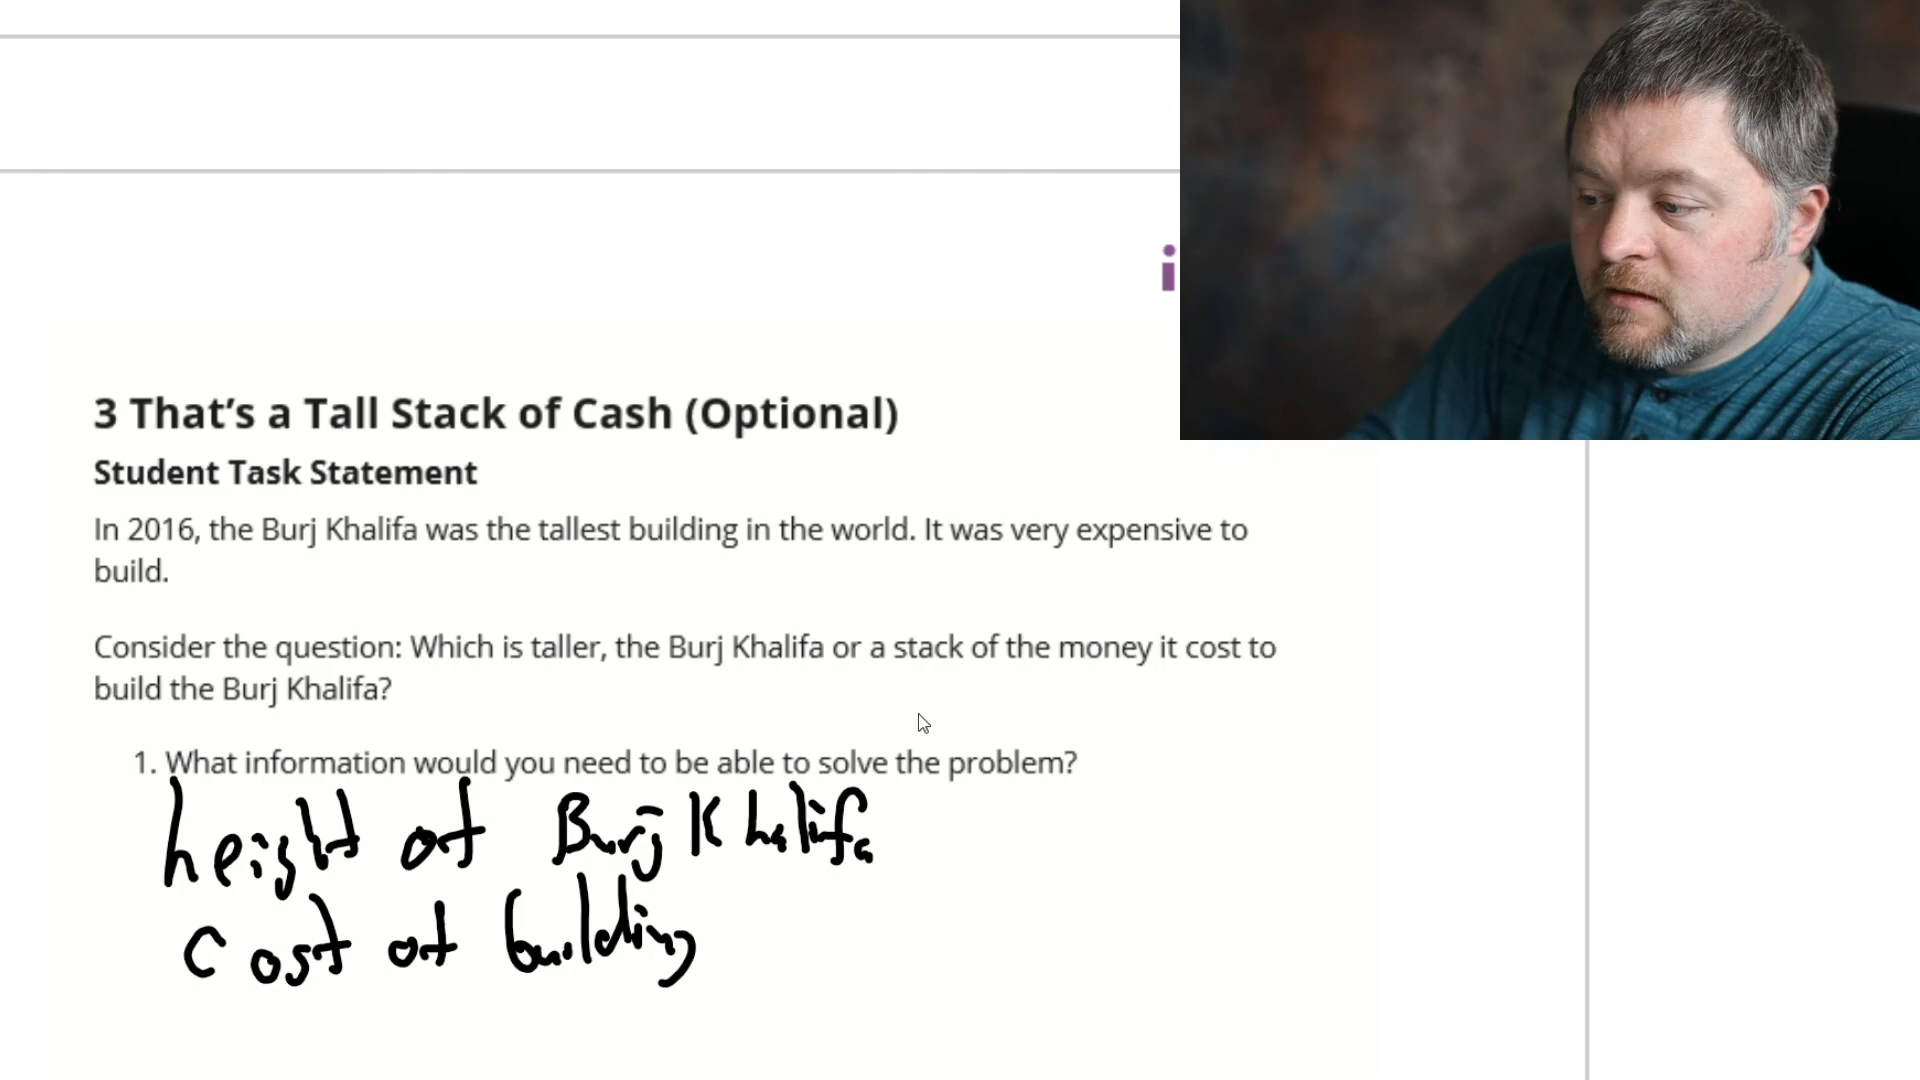 i
3 That's a Tall Stack of Cash (Optional)
Student Task Statement
In 2016, the Burj Khalifa was the tallest building in the world. It was very expensive to
build.
Consider the question: Which is taller, the Burj Khalifa or a stack of the money it cost to
build the Burj Khalifa?
1. What information would you need to be able to solve the problem?
height of Burj Khalifa
cost of building